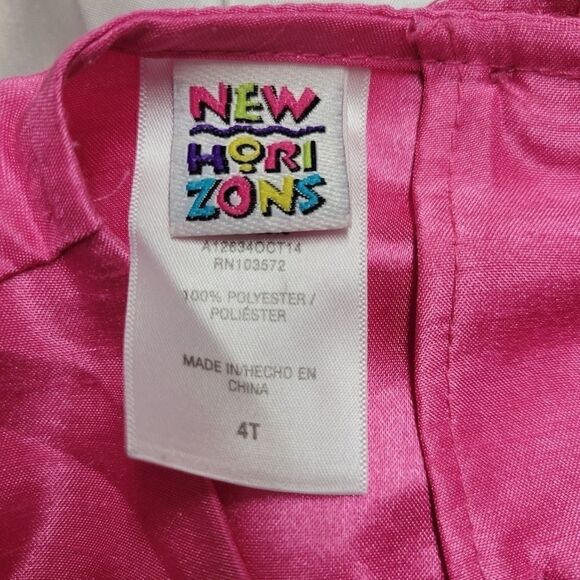 NEW
HORI
ZONS
A12634OCT14
RN103572
100% POLYESTER /
POLIÉSTER
MADE IN/HECHO EN
CHINA
4T